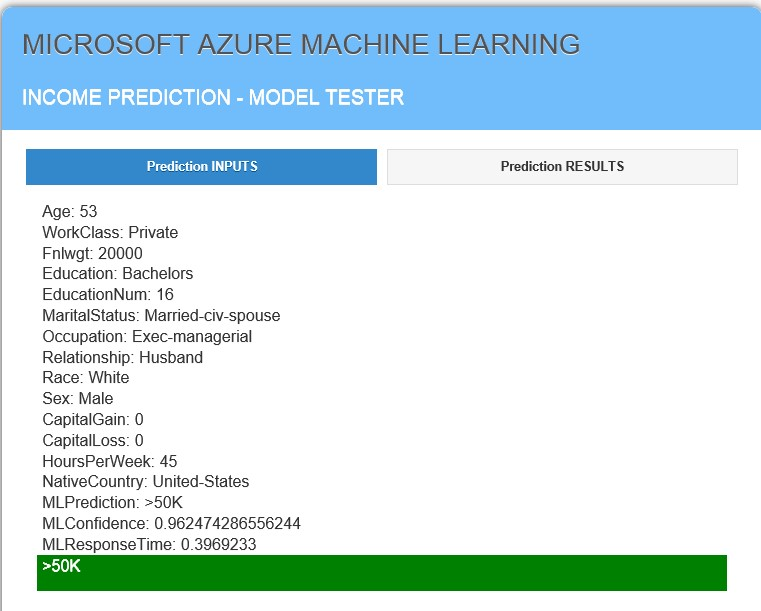 MICROSOFT AZURE MACHINE LEARNING
INCOME PREDICTION - MODEL TESTER
Prediction INPUTS
Prediction RESULTS
Age: 53
WorkClass: Private
Fnlwgt: 20000
Education: Bachelors
EducationNum: 16
MaritalStatus: Married-civ-spouse
Occupation: Exec-managerial
Relationship: Husband
Race: White
Sex: Male
CapitalGain: 0
CapitalLoss: 0
HoursPerWeek: 45
NativeCountry: United-States
MLPrediction: >50K
MLConfidence: 0.962474286556244
MLResponseTime: 0.3969233
>50K